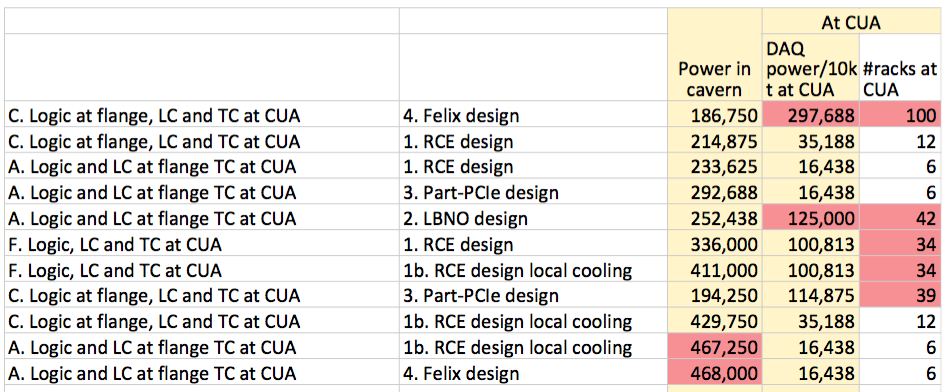 At CUA
Power in cavern DAQ power/10k t at CUA #racks at CUA
C. Logic at flange, LC and TC at CUA 4. Felix design 186,750 297,688 100
C. Logic at flange, LC and TC at CUA 1. RCE design 214,875 35,188 12
A. Logic and LC at flange TC at CUA 1. RCE design 233,625 16,438 6
A. Logic and LC at flange TC at CUA 3. Part-PCIe design 292,688 16,438 6
A. Logic and LC at flange TC at CUA 2. LBNO design 252,438 125,000 42
F. Logic, LC and TC at CUA 1. RCE design 336,000 100,813 34
F. Logic, LC and TC at CUA 1b. RCE design local cooling 411,000 100,813 34
C. Logic at flange, LC and TC at CUA 3. Part-PCIe design 194,250 114,875 39
C. Logic at flange, LC and TC at CUA 1b. RCE design local cooling 429,750 35,188 12
A. Logic and LC at flange TC at CUA 1b. RCE design local cooling 467,250 16,438 6
A. Logic and LC at flange TC at CUA 4. Felix design 468,000 16,438 6